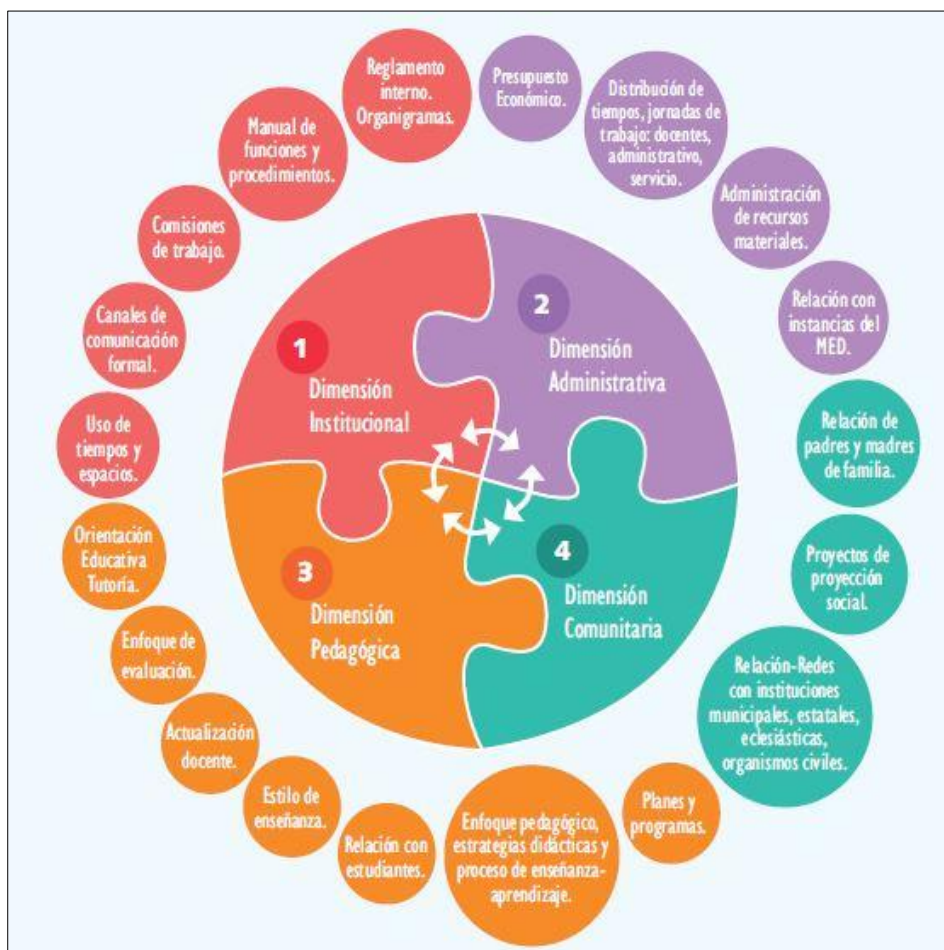 Reglamento
interno.
Organigramas.
Manual de
funciones y
procedimientos.
Comisiones
de trabajo.
Canales de
comunicación
formal.
Uso de
tiempos y
espacios.
Presupuesto
Económico.
Distribución de
tiempos, jornadas de
trabajo: docentes,
administrativo,
servicio.
Administración
de recursos
materiales.
Relación con
instancias del
MED.
1
Dimensión
Institucional
2
Dimensión
Administrativa
3
Dimensión
Pedagógica
4
Dimensión
Comunitaria
Relación de
padres y madres
de familia.
Proyectos de
proyección
social.
Relación-Redes
con instituciones
municipales, estatales,
eclesiásticas,
organismos civiles.
Orientación
Educativa
Tutoría.
Enfoque de
evaluación.
Actualización
docente.
Estilo de
enseñanza.
Relación con
estudiantes.
Enfoque pedagógico,
estrategias didácticas y
proceso de enseñanza-
aprendizaje.
Planes y
programas.